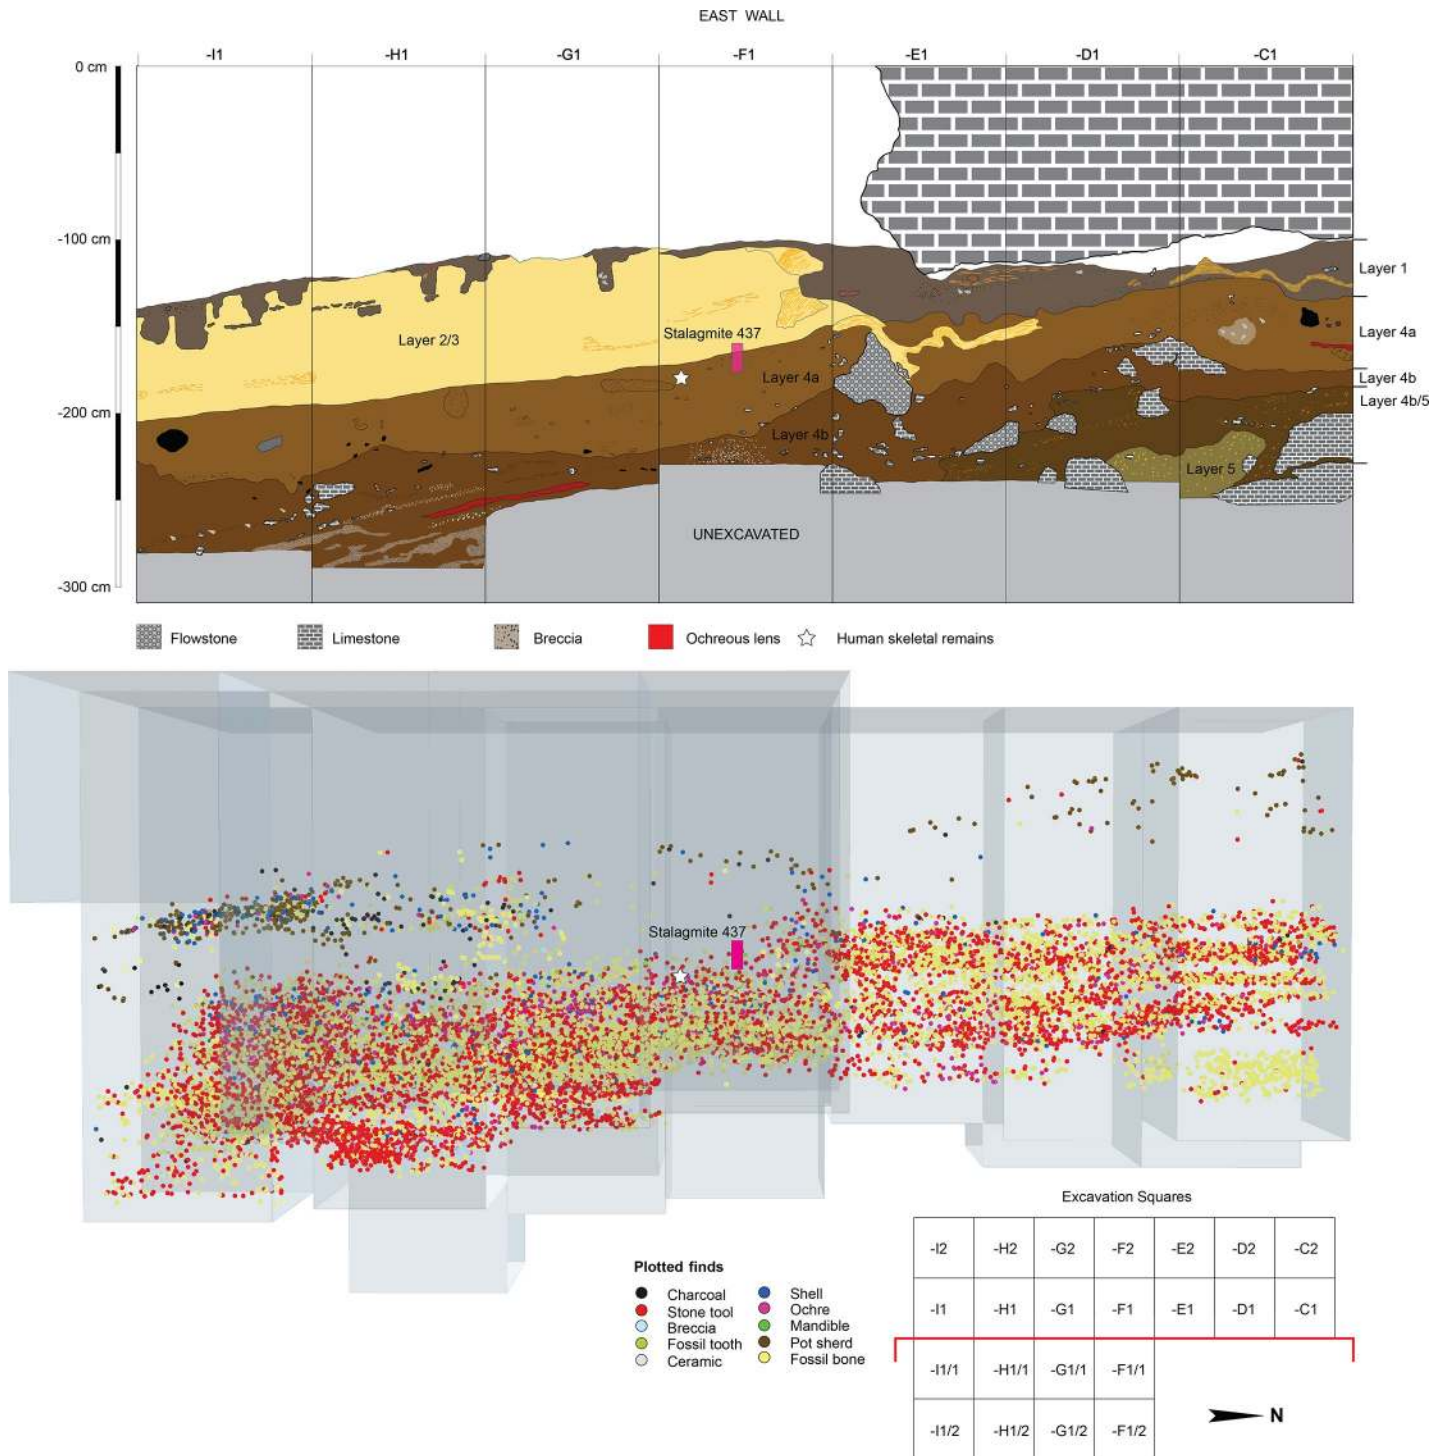 EAST WALL
-I1 -H1 -G1 -F1 -E1 -D1 -C1
0 cm
-100 cm
-200 cm
-300 cm
Layer 1
Layer 2/3
Stalagmite 437
Layer 4a
Layer 4a
Layer 4b
Layer 4b/5
Layer 4b
Layer 5
UNEXCAVATED
Flowstone Limestone Breccia Ochreous lens Human skeletal remains
Stalagmite 437
Plotted finds
Charcoal Shell
Stone tool Ochre
Breccia Mandible
Fossil tooth Pot sherd
Ceramic Fossil bone
Excavation Squares
-I2 -H2 -G2 -F2 -E2 -D2 -C2
-I1 -H1 -G1 -F1 -E1 -D1 -C1
-I1/1 -H1/1 -G1/1 -F1/1
-I1/2 -H1/2 -G1/2 -F1/2
N